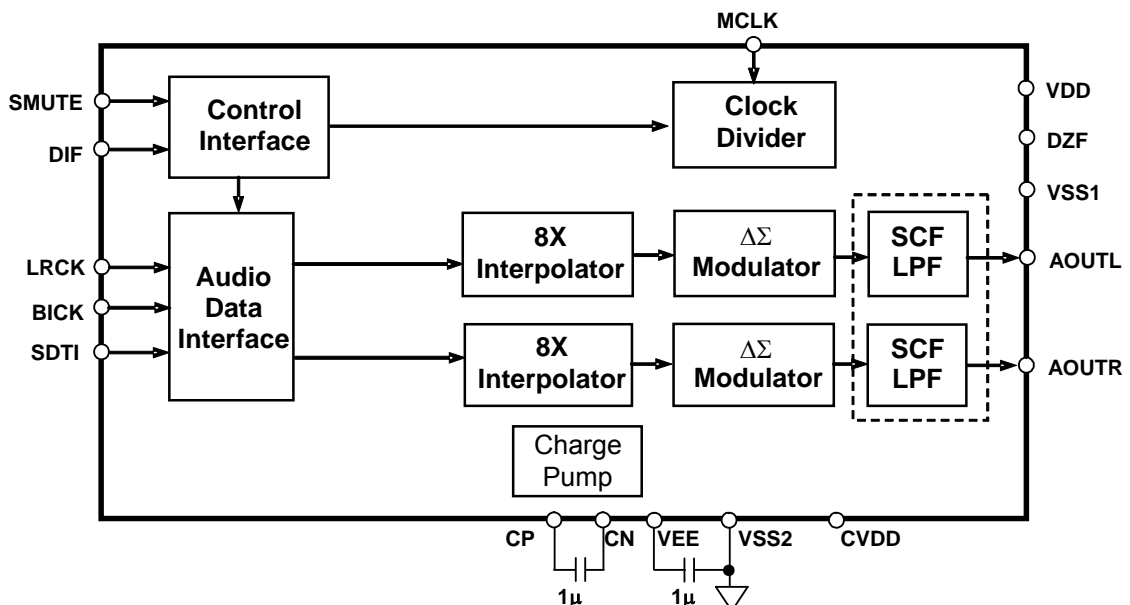 MCLK
SMUTE
DIF
Control
Interface
Clock
Divider
VDD
DZF
VSS1
LRCK
BICK
SDTI
Audio
Data
Interface
8X
Interpolator
ΔΣ
Modulator
SCF
LPF
AOUTL
8X
Interpolator
ΔΣ
Modulator
SCF
LPF
AOUTR
Charge
Pump
CP
CN
VEE
VSS2
CVDD
1μ
1μ